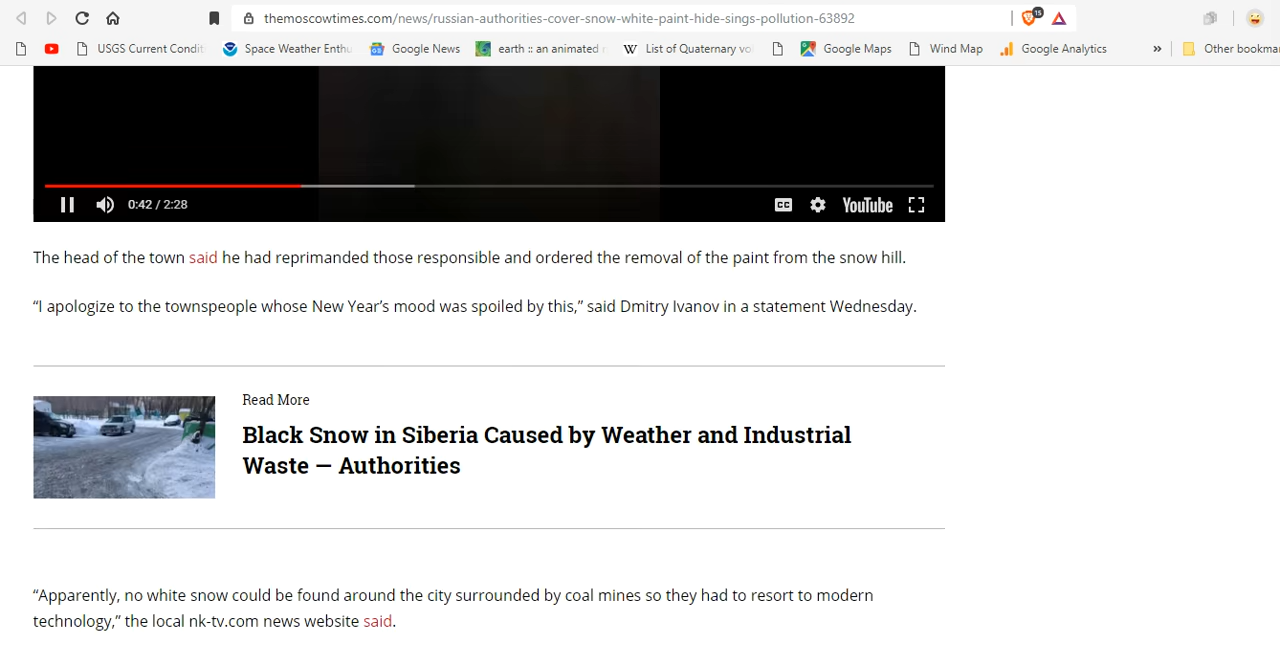 themoscowtimes.com/news/russian-authorities-cover-snow-white-paint-hide-sings-pollution-63892
15
USGS Current Condit
Space Weather Enthu
Google News
earth :: an animated
W
List of Quaternary vo
Google Maps
Wind Map
Google Analytics
»
Other bookma
0:42 / 2:28
CC
YouTube
The head of the town said he had reprimanded those responsible and ordered the removal of the paint from the snow hill.
“I apologize to the townspeople whose New Year’s mood was spoiled by this,” said Dmitry Ivanov in a statement Wednesday.
Read More
Black Snow in Siberia Caused by Weather and Industrial
Waste — Authorities
“Apparently, no white snow could be found around the city surrounded by coal mines so they had to resort to modern
technology,” the local nk-tv.com news website said.